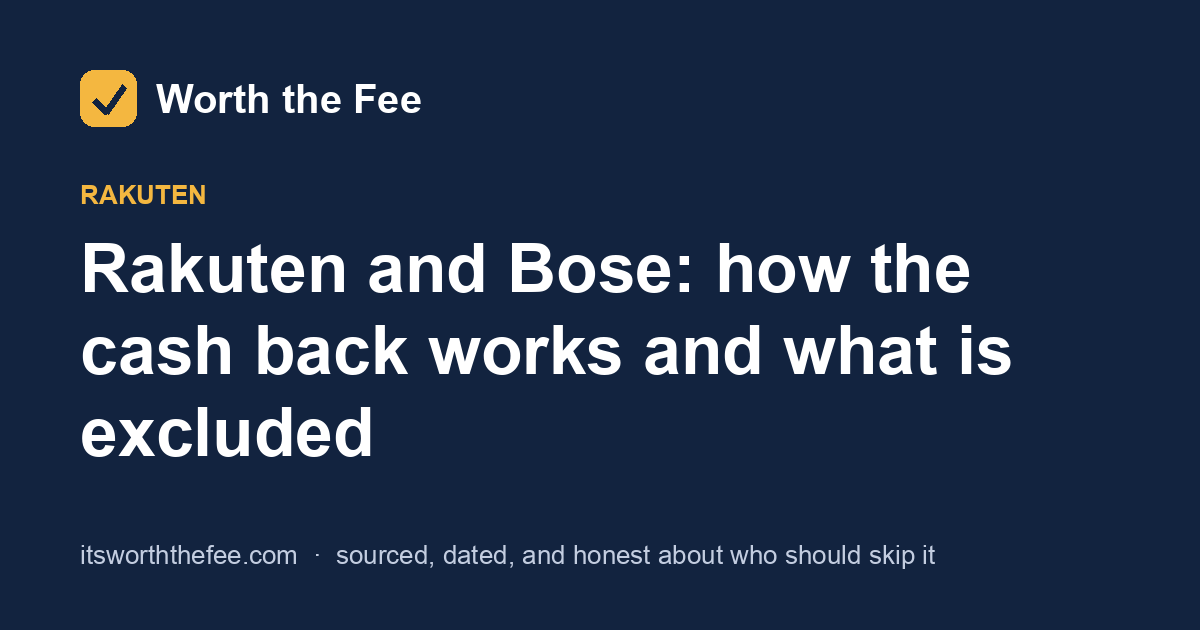 Worth the Fee
RAKUTEN
Rakuten and Bose: how the
cash back works and what is
excluded
itsworththefee.com · sourced, dated, and honest about who should skip it